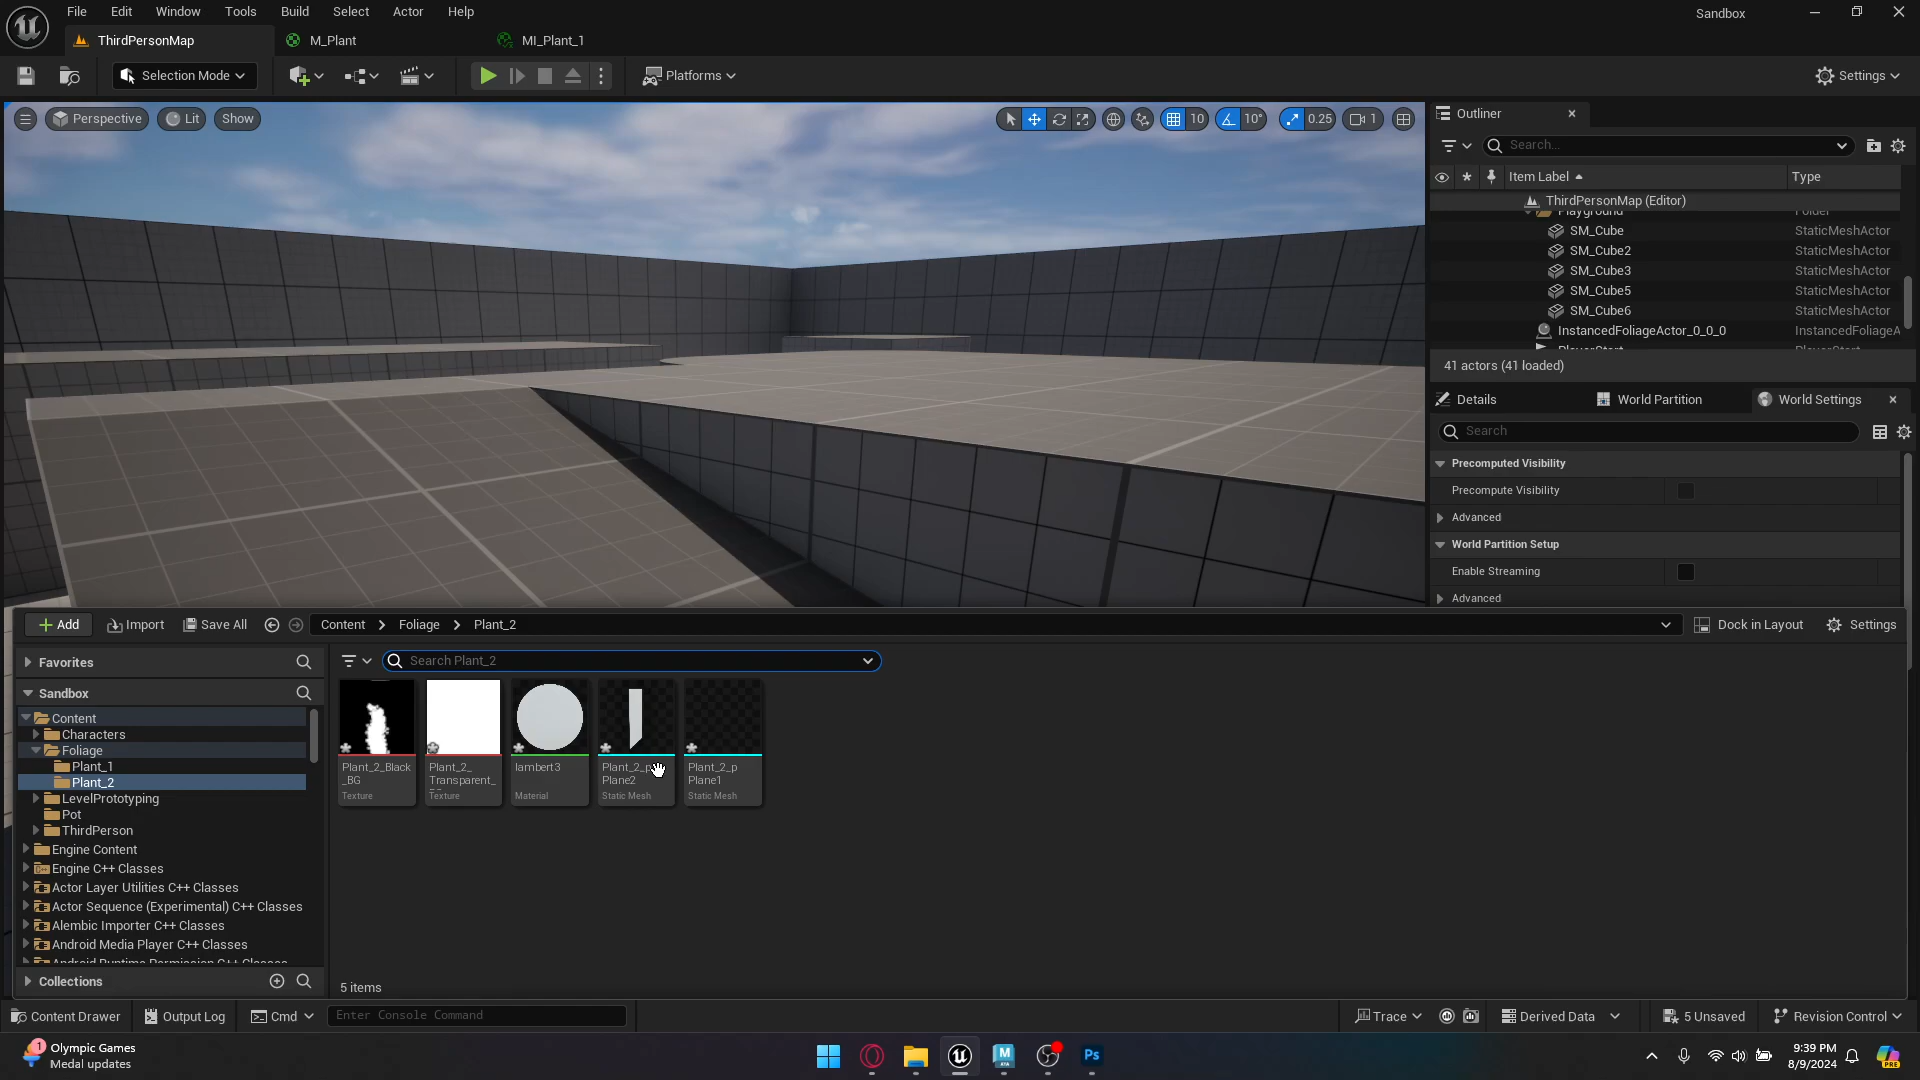 File Edit Window Tools Build Select Actor Help
Sandbox
ThirdPersonMap
M_Plant
MI_Plant_1
Selection Mode
Platforms
Settings
Perspective
Lit
Show
10
10°
0.25
1
Outliner
Search...
Item Label
Type
ThirdPersonMap (Editor)
Playground Folder
SM_Cube StaticMeshActor
SM_Cube2 StaticMeshActor
SM_Cube3 StaticMeshActor
SM_Cube5 StaticMeshActor
SM_Cube6 StaticMeshActor
InstancedFoliageActor_0_0_0 InstancedFoliageA
PlayerStart PlayerStart
41 actors (41 loaded)
Details
World Partition
World Settings
Search
Precomputed Visibility
Precompute Visibility
Advanced
World Partition Setup
Enable Streaming
Advanced
Add
Import
Save All
Content > Foliage > Plant_2
Dock in Layout
Settings
Favorites
Search Plant_2
Sandbox
Content
Characters
Foliage
Plant_1
Plant_2
LevelPrototyping
Pot
ThirdPerson
Engine Content
Engine C++ Classes
Actor Layer Utilities C++ Classes
Actor Sequence (Experimental) C++ Classes
Alembic Importer C++ Classes
Android Media Player C++ Classes
Android Runtime Permission C++ Classes
Collections
Plant_2_Black
_BG
Texture
Plant_2_
Transparent_
Texture
lambert3
Material
Plant_2_p
Plane2
Static Mesh
Plant_2_p
Plane1
Static Mesh
5 items
Content Drawer
Output Log
Cmd
Enter Console Command
Trace
Derived Data
5 Unsaved
Revision Control
1
Olympic Games
Medal updates
M
Ps
9:39 PM
8/9/2024
PRE